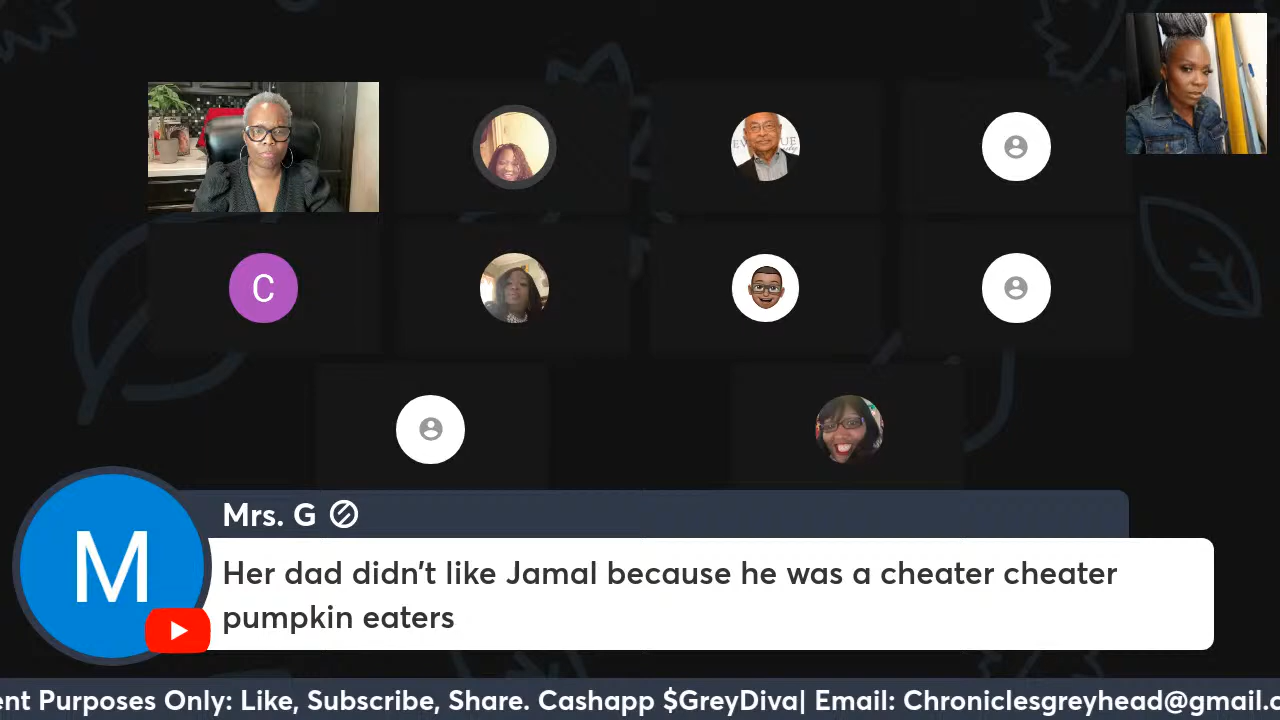 C
M
Mrs. G
Her dad didn't like Jamal because he was a cheater cheater
pumpkin eaters
ent Purposes Only: Like, Subscribe, Share. Cashapp $GreyDiva| Email: Chroniclesgreyhead@gmail.c